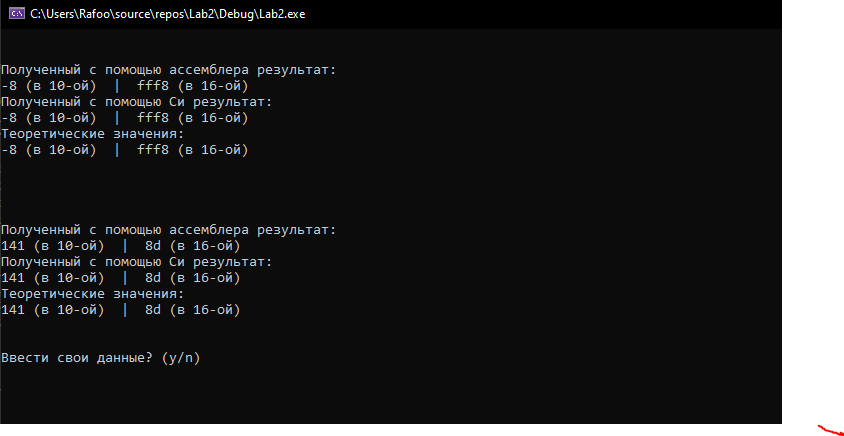 C:\Users\Rafoo\source\repos\Lab2\Debug\Lab2.exe
Полученный с помощью ассемблера результат:
-8 (в 10-ой)  |  fff8 (в 16-ой)
Полученный с помощью Си результат:
-8 (в 10-ой)  |  fff8 (в 16-ой)
Теоретические значения:
-8 (в 10-ой)  |  fff8 (в 16-ой)
Полученный с помощью ассемблера результат:
141 (в 10-ой)  |  8d (в 16-ой)
Полученный с помощью Си результат:
141 (в 10-ой)  |  8d (в 16-ой)
Теоретические значения:
141 (в 10-ой)  |  8d (в 16-ой)
Ввести свои данные? (y/n)